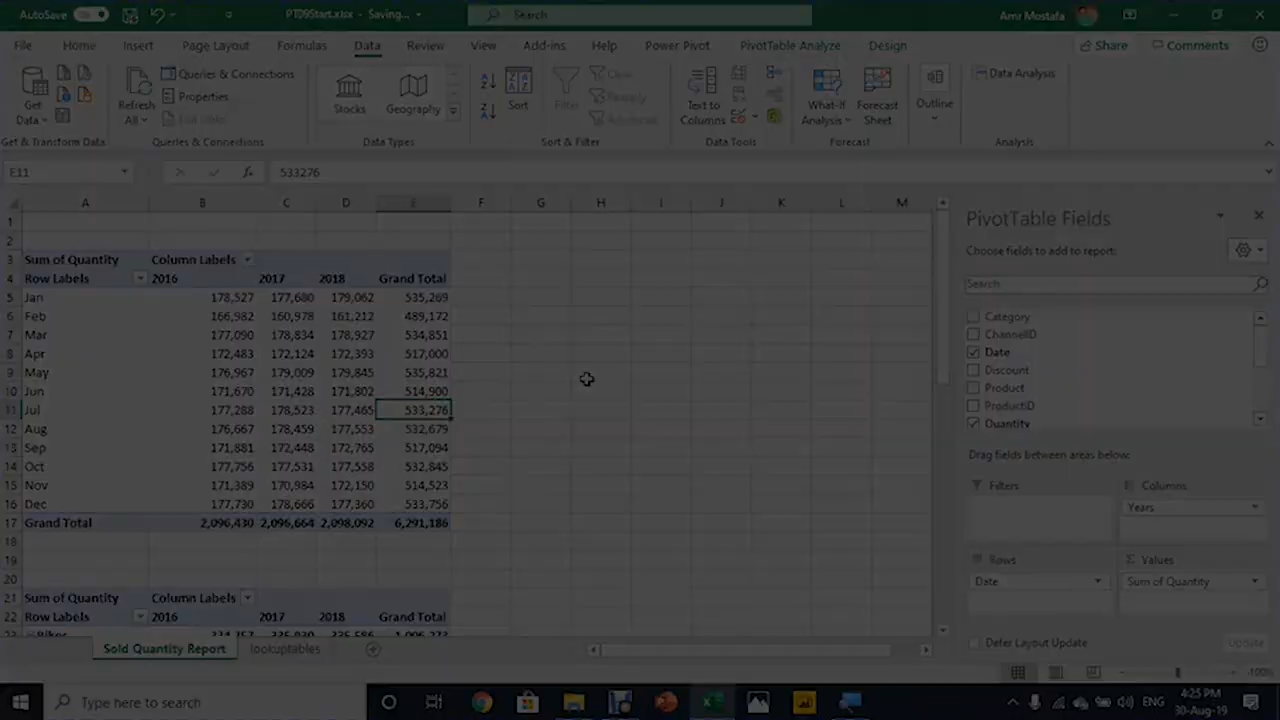 AutoSave
PT09Start.xlsx - Saving...
Search
Amr Mostafa
File Home Insert Page Layout Formulas Data Review View Add-ins Help Power Pivot PivotTable Analyze Design Share Comments
Get Data
Refresh All
Queries & Connections
Properties
Edit Links
Stocks
Geography
Sort
Filter
Clear
Reapply
Advanced
Text to Columns
What-If Analysis
Forecast Sheet
Outline
Data Analysis
Get & Transform Data Queries & Connections Data Types Sort & Filter Data Tools Forecast Analysis
E11 fx 533276
A B C D E F G H I J K L M
1
2
3 Sum of Quantity Column Labels
4 Row Labels 2016 2017 2018 Grand Total
5 Jan 178,527 177,680 179,062 535,269
6 Feb 166,982 160,978 161,212 489,172
7 Mar 177,090 178,834 178,927 534,851
8 Apr 172,483 172,124 172,393 517,000
9 May 176,967 179,009 179,845 535,821
10 Jun 171,670 171,428 171,802 514,900
11 Jul 177,288 178,523 177,465 533,276
12 Aug 176,667 178,459 177,553 532,679
13 Sep 171,881 172,448 172,765 517,094
14 Oct 177,756 177,531 177,558 532,845
15 Nov 171,389 170,984 172,150 514,523
16 Dec 177,730 178,666 177,360 533,756
17 Grand Total 2,096,430 2,096,664 2,098,092 6,291,186
18
19
20
21 Sum of Quantity Column Labels
22 Row Labels 2016 2017 2018 Grand Total
23 Bikes
Sold Quantity Report lookuptables
PivotTable Fields
Choose fields to add to report:
Search
Category
ChannelID
Date
Discount
Product
ProductID
Quantity
Drag fields between areas below:
Filters Columns
Years
Rows Σ Values
Date Sum of Quantity
Defer Layout Update Update
100%
Type here to search
ENG
4:25 PM
30-Aug-19